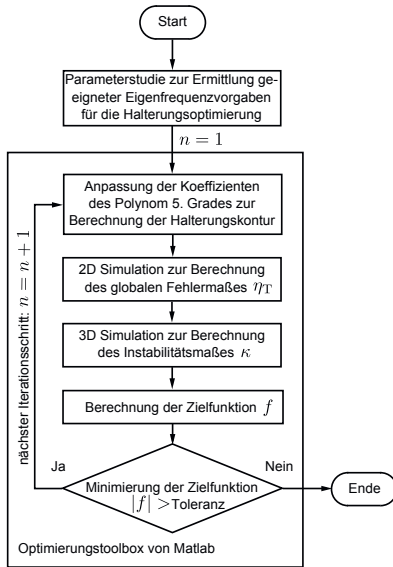 Start
Parameterstudie zur Ermittlung ge-
eigneter Eigenfrequenzvorgaben
für die Halterungsoptimierung
n = 1
Anpassung der Koeffizienten
des Polynom 5. Grades zur
Berechnung der Halterungskontur
2D Simulation zur Berechnung
des globalen Fehlermaßes η_T
3D Simulation zur Berechnung
des Instabilitätsmaßes κ
Berechnung der Zielfunktion f
nächster Iterationsschritt: n = n + 1
Ja
Nein
Minimierung der Zielfunktion
|f| >Toleranz
Ende
Optimierungstoolbox von Matlab